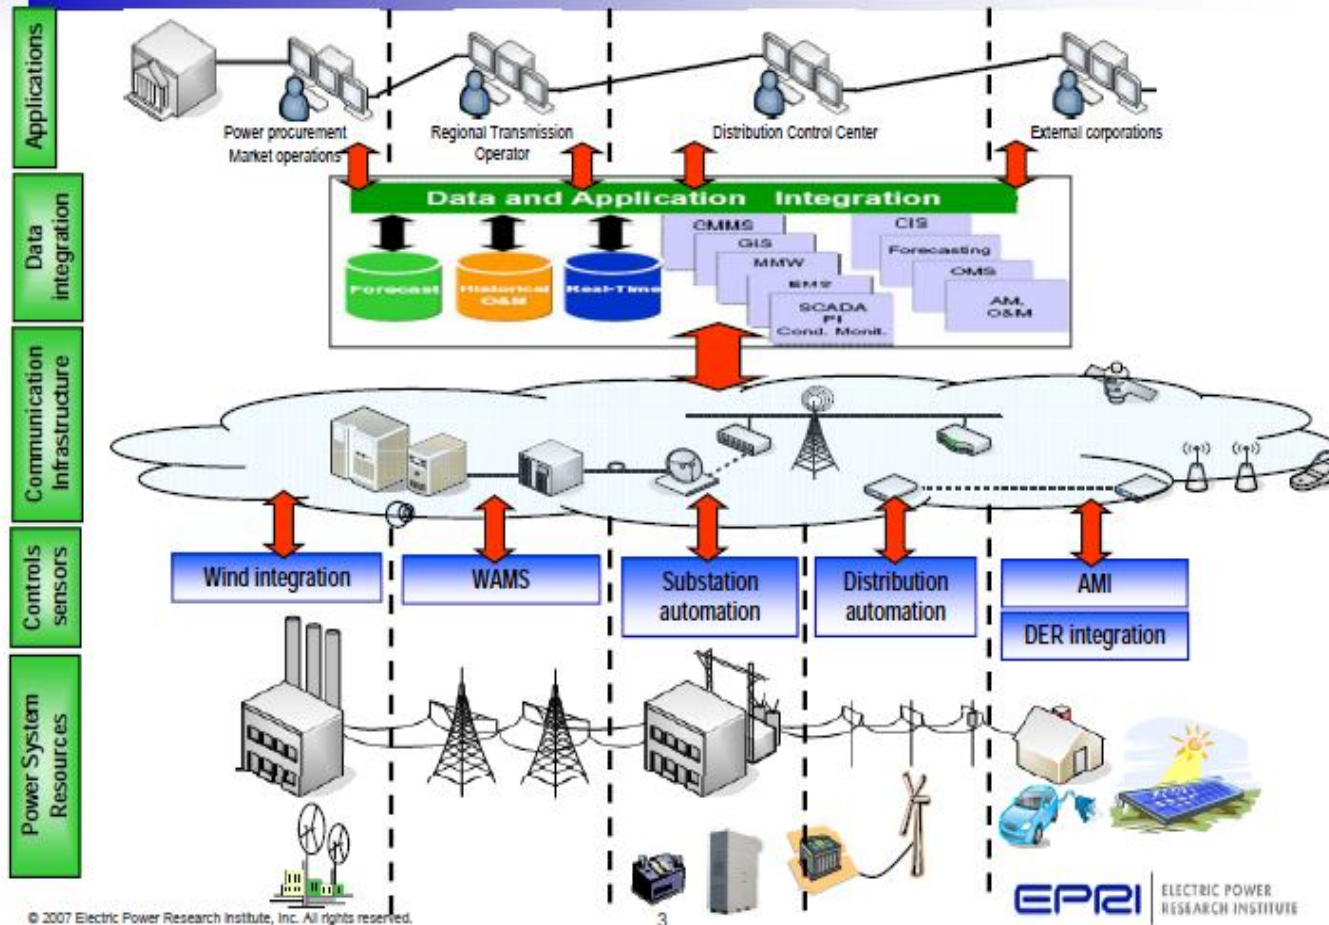 Applications
Power procurement
Market operations
Regional Transmission
Operator
Distribution Control Center
External corporations
Data
integration
Data and Application Integration
Forecast
Historical
O&M
Real-Time
CMMS
GIS
MMW
EMS
SCADA
PI
Cond. Monit.
CIS
Forecasting
OMS
AM,
O&M
Communication
Infrastructure
Controls
sensors
Wind integration
WAMS
Substation
automation
Distribution
automation
AMI
DER integration
Power System
Resources
© 2007 Electric Power Research Institute, Inc. All rights reserved.
3
EPRI
ELECTRIC POWER
RESEARCH INSTITUTE